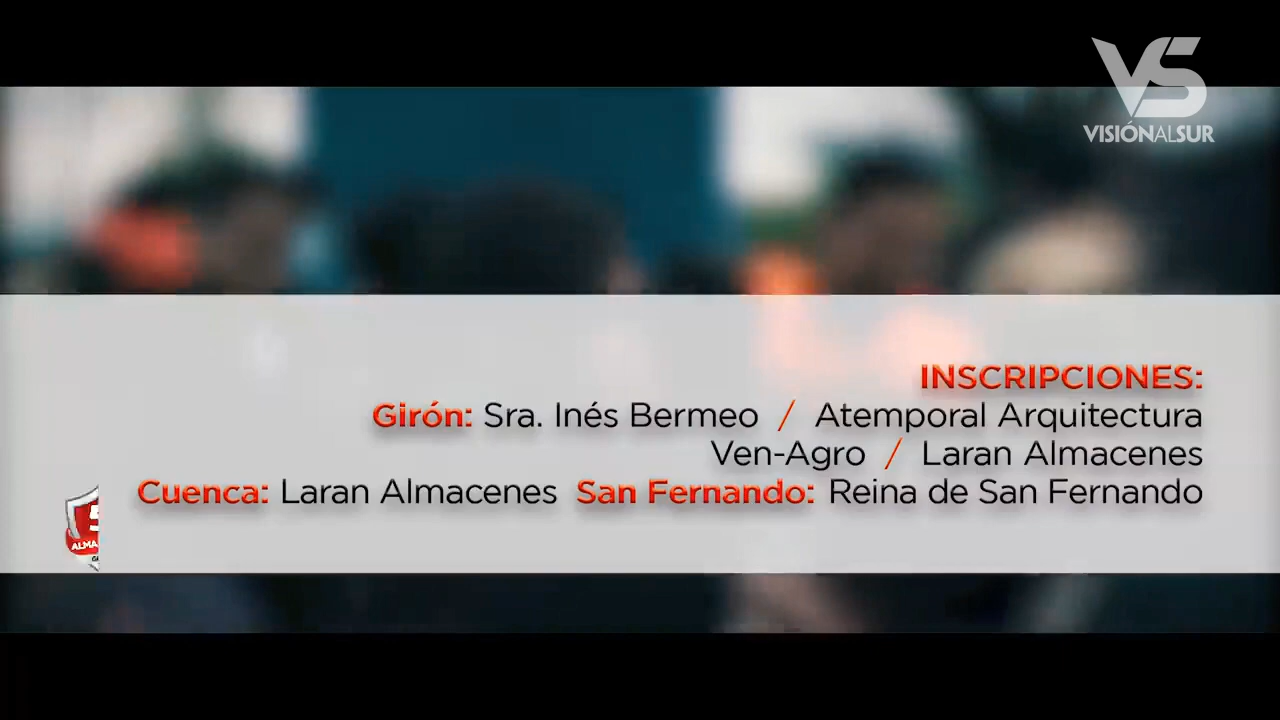 VS
VISIÓNALSUR
INSCRIPCIONES:
Girón: Sra. Inés Bermeo / Atemporal Arquitectura
Ven-Agro / Laran Almacenes
Cuenca: Laran Almacenes San Fernando: Reina de San Fernando